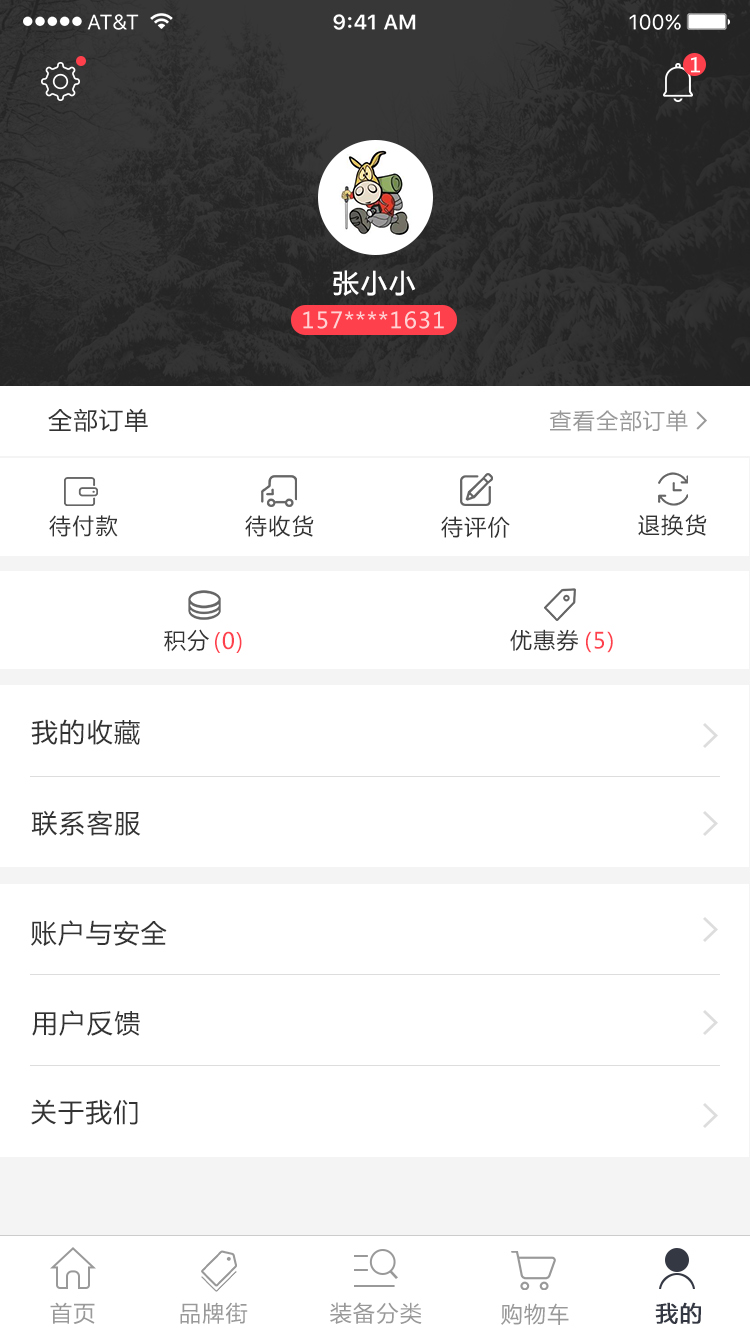 AT&T 9:41 AM 100%
1
张小小
157****1631
全部订单 查看全部订单
待付款 待收货 待评价 退换货
积分(0) 优惠券(5)
我的收藏
联系客服
账户与安全
用户反馈
关于我们
首页 品牌街 装备分类 购物车 我的